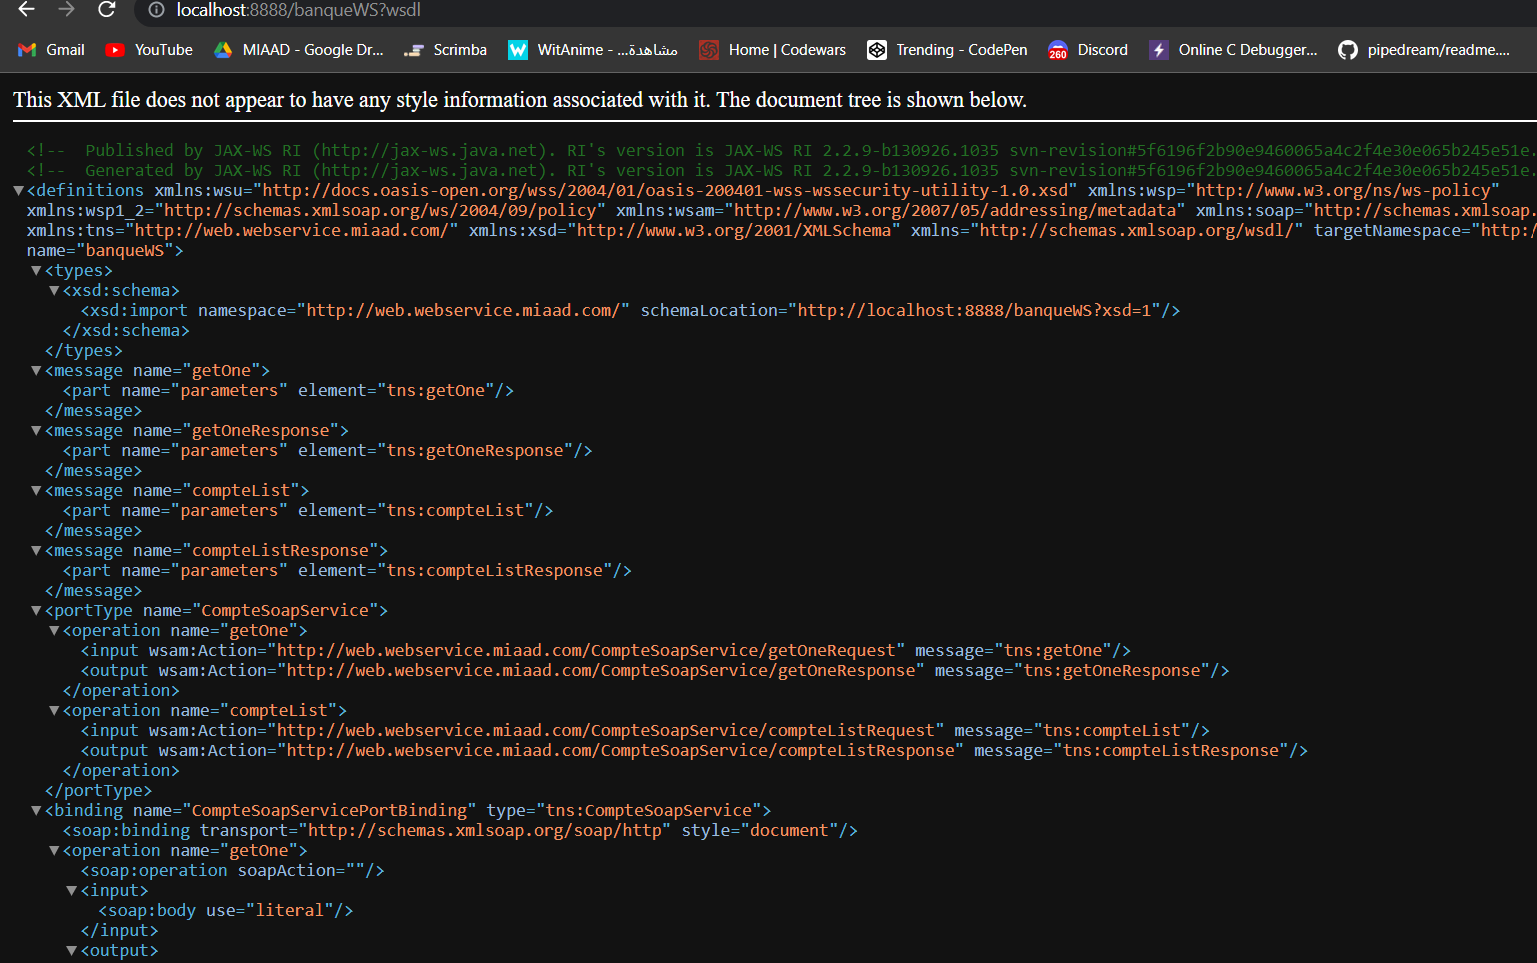 localhost:8888/banqueWS?wsdl
Gmail YouTube MIAAD - Google Dr... Scrimba WitAnime - ...مشاهدة Home | Codewars Trending - CodePen 260 Discord Online C Debugger... pipedream/readme....
This XML file does not appear to have any style information associated with it. The document tree is shown below.
<!-- Published by JAX-WS RI (http://jax-ws.java.net). RI's version is JAX-WS RI 2.2.9-b130926.1035 svn-revision#5f6196f2b90e9460065a4c2f4e30e065b245e51e.
<!-- Generated by JAX-WS RI (http://jax-ws.java.net). RI's version is JAX-WS RI 2.2.9-b130926.1035 svn-revision#5f6196f2b90e9460065a4c2f4e30e065b245e51e.
▼<definitions xmlns:wsu="http://docs.oasis-open.org/wss/2004/01/oasis-200401-wss-wssecurity-utility-1.0.xsd" xmlns:wsp="http://www.w3.org/ns/ws-policy"
xmlns:wsp1_2="http://schemas.xmlsoap.org/ws/2004/09/policy" xmlns:wsam="http://www.w3.org/2007/05/addressing/metadata" xmlns:soap="http://schemas.xmlsoap.
xmlns:tns="http://web.webservice.miaad.com/" xmlns:xsd="http://www.w3.org/2001/XMLSchema" xmlns="http://schemas.xmlsoap.org/wsdl/" targetNamespace="http:/
name="banqueWS">
▼<types>
▼<xsd:schema>
<xsd:import namespace="http://web.webservice.miaad.com/" schemaLocation="http://localhost:8888/banqueWS?xsd=1"/>
</xsd:schema>
</types>
▼<message name="getOne">
<part name="parameters" element="tns:getOne"/>
</message>
▼<message name="getOneResponse">
<part name="parameters" element="tns:getOneResponse"/>
</message>
▼<message name="compteList">
<part name="parameters" element="tns:compteList"/>
</message>
▼<message name="compteListResponse">
<part name="parameters" element="tns:compteListResponse"/>
</message>
▼<portType name="CompteSoapService">
▼<operation name="getOne">
<input wsam:Action="http://web.webservice.miaad.com/CompteSoapService/getOneRequest" message="tns:getOne"/>
<output wsam:Action="http://web.webservice.miaad.com/CompteSoapService/getOneResponse" message="tns:getOneResponse"/>
</operation>
▼<operation name="compteList">
<input wsam:Action="http://web.webservice.miaad.com/CompteSoapService/compteListRequest" message="tns:compteList"/>
<output wsam:Action="http://web.webservice.miaad.com/CompteSoapService/compteListResponse" message="tns:compteListResponse"/>
</operation>
</portType>
▼<binding name="CompteSoapServicePortBinding" type="tns:CompteSoapService">
<soap:binding transport="http://schemas.xmlsoap.org/soap/http" style="document"/>
▼<operation name="getOne">
<soap:operation soapAction=""/>
▼<input>
<soap:body use="literal"/>
</input>
▼<output>